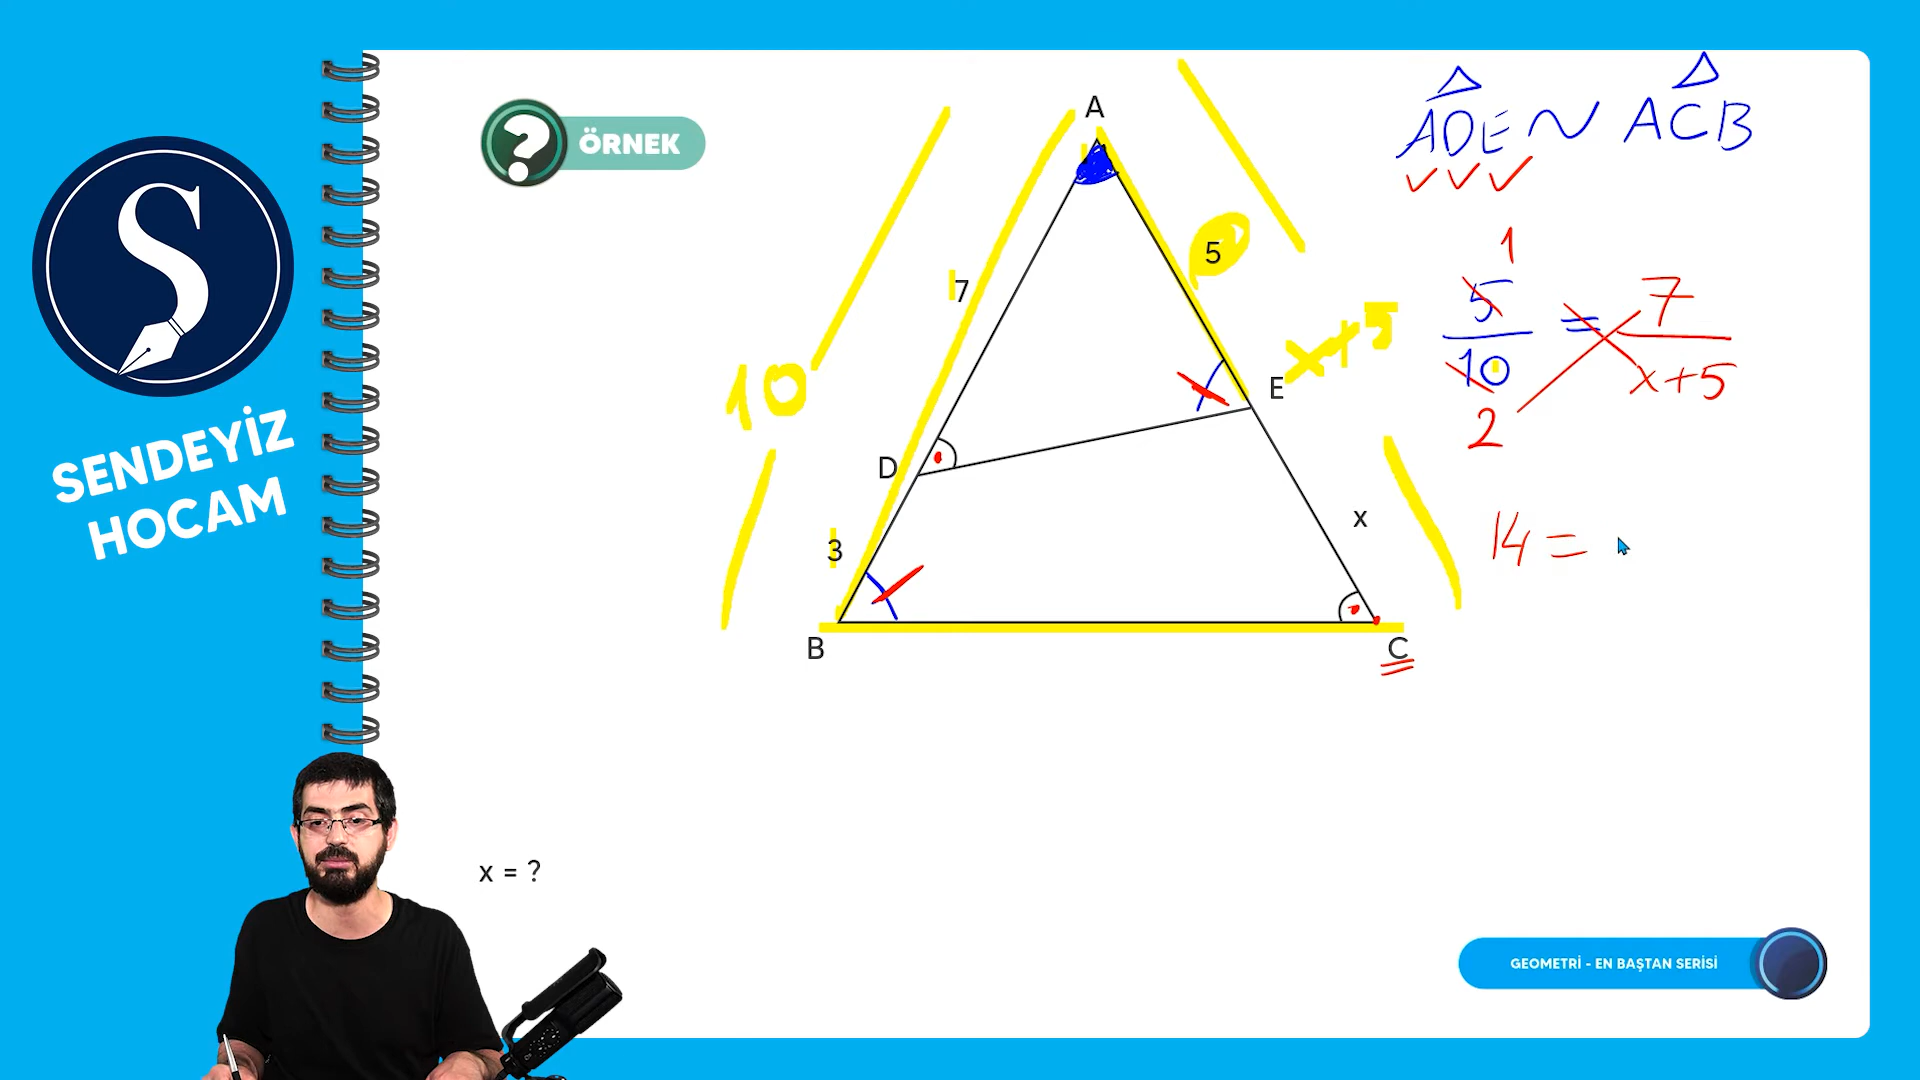 SENDEYİZ
HOCAM
ÖRNEK
A
7
5
10
x+5
E
D
3
x
B
C
x = ?
ADE ~ ACB
1
5 = 7
10 x+5
2
14 =
GEOMETRİ - EN BAŞTAN SERİSİ